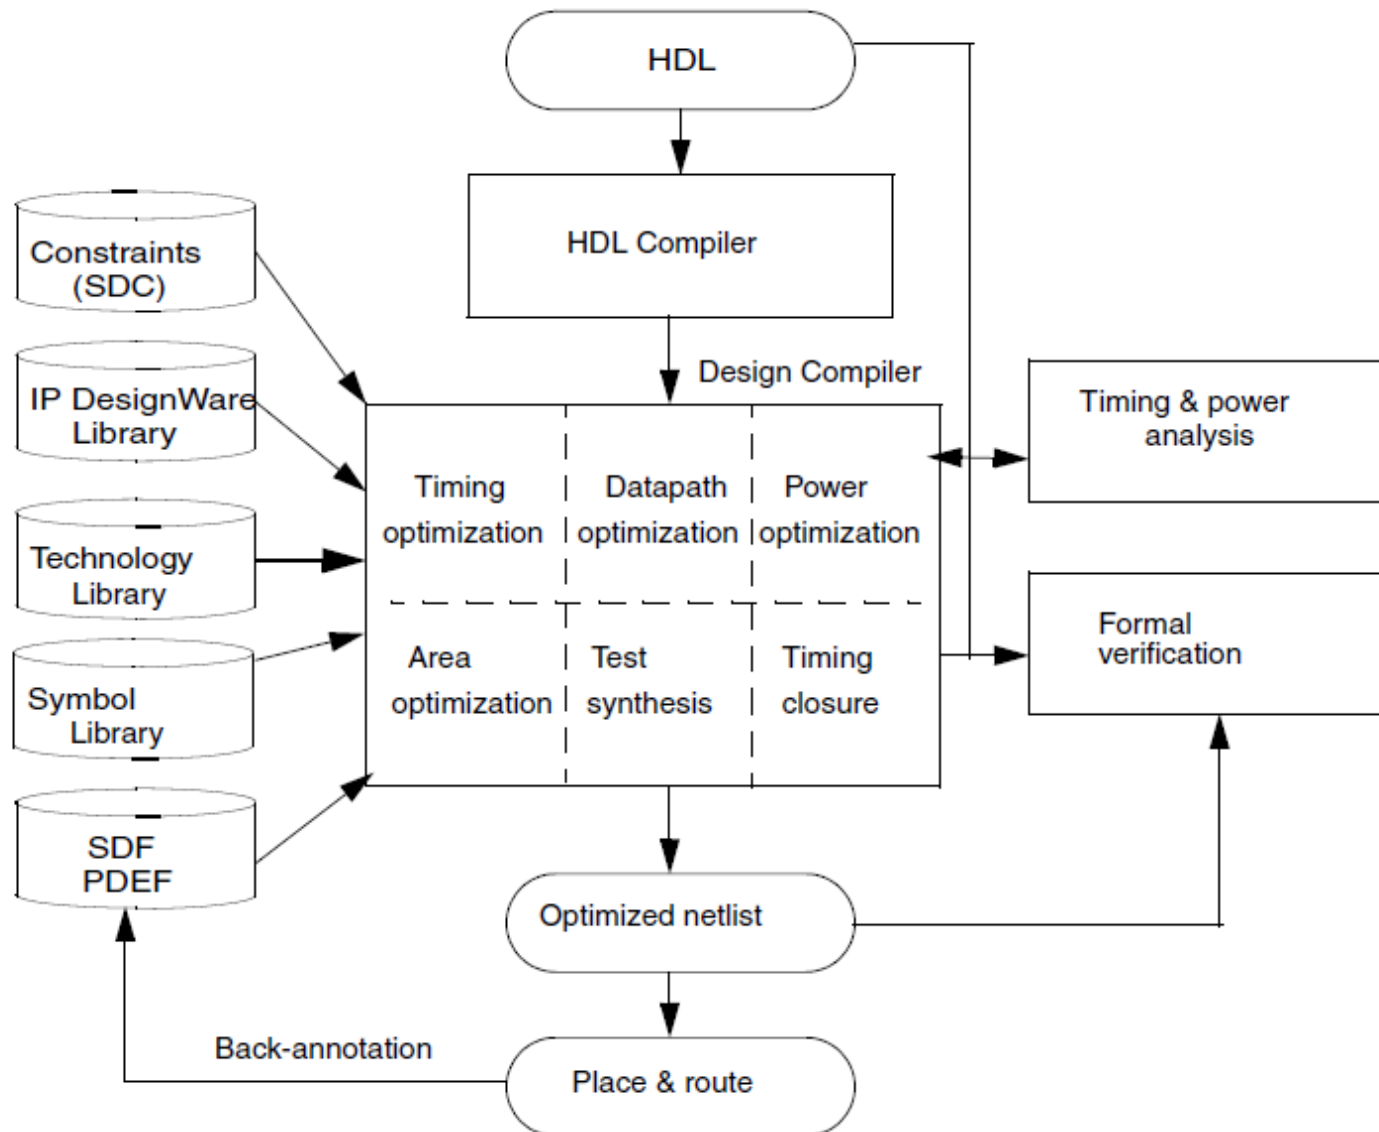 HDL
HDL Compiler
Constraints
(SDC)
Design Compiler
IP DesignWare
Library
Timing & power
analysis
Timing
optimization
Datapath
optimization
Power
optimization
Technology
Library
Formal
verification
Area
optimization
Test
synthesis
Timing
closure
Symbol
Library
SDF
PDEF
Optimized netlist
Back-annotation
Place & route